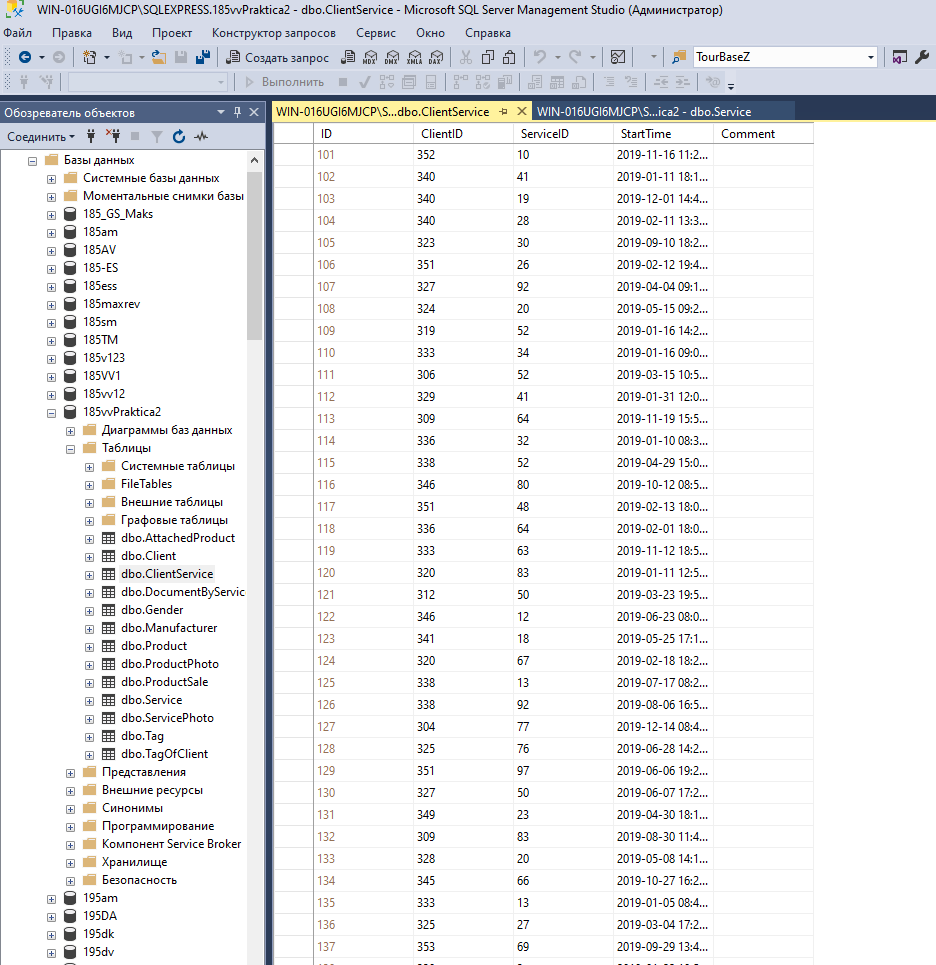 WIN-016UGI6MJCP\SQLEXPRESS.185vvPraktica2 - dbo.ClientService - Microsoft SQL Server Management Studio (Администратор)
Файл Правка Вид Проект Конструктор запросов Сервис Окно Справка
Создать запрос MDX DMX XMLA DAX TourBaseZ
Выполнить
Обозреватель объектов
Соединить
Базы данных
Системные базы данных
Моментальные снимки базы
185_GS_Maks
185am
185AV
185-ES
185ess
185maxrev
185sm
185TM
185v123
185VV1
185vv12
185vvPraktica2
Диаграммы баз данных
Таблицы
Системные таблицы
FileTables
Внешние таблицы
Графовые таблицы
dbo.AttachedProduct
dbo.Client
dbo.ClientService
dbo.DocumentByServic
dbo.Gender
dbo.Manufacturer
dbo.Product
dbo.ProductPhoto
dbo.ProductSale
dbo.Service
dbo.ServicePhoto
dbo.Tag
dbo.TagOfClient
Представления
Внешние ресурсы
Синонимы
Программирование
Компонент Service Broker
Хранилище
Безопасность
195am
195DA
195dk
195dv
WIN-016UGI6MJCP\S...dbo.ClientService WIN-016UGI6MJCP\S...ica2 - dbo.Service
ID ClientID ServiceID StartTime Comment
101 352 10 2019-11-16 11:2...
102 340 41 2019-01-11 18:1...
103 340 19 2019-12-01 14:4...
104 340 28 2019-02-11 13:3...
105 323 30 2019-09-10 18:2...
106 351 26 2019-02-12 19:4...
107 327 92 2019-04-04 09:1...
108 324 20 2019-05-15 09:2...
109 319 52 2019-01-16 14:2...
110 333 34 2019-01-16 09:0...
111 306 52 2019-03-15 10:5...
112 329 41 2019-01-31 12:0...
113 309 64 2019-11-19 15:5...
114 336 32 2019-01-10 08:3...
115 338 52 2019-04-29 15:0...
116 346 80 2019-10-12 08:5...
117 351 48 2019-02-13 18:0...
118 336 64 2019-02-01 18:0...
119 333 63 2019-11-12 18:5...
120 320 83 2019-01-11 12:5...
121 312 50 2019-03-23 19:5...
122 346 12 2019-06-23 08:0...
123 341 18 2019-05-25 17:1...
124 320 67 2019-02-18 18:2...
125 338 13 2019-07-17 08:2...
126 338 92 2019-08-06 16:5...
127 304 77 2019-12-14 08:4...
128 325 76 2019-06-28 14:2...
129 351 97 2019-06-06 19:2...
130 327 50 2019-06-07 17:2...
131 349 23 2019-04-30 18:1...
132 309 83 2019-08-30 11:4...
133 328 20 2019-05-08 14:1...
134 345 66 2019-10-27 16:2...
135 333 13 2019-01-05 08:4...
136 325 27 2019-03-04 17:2...
137 353 69 2019-09-29 13:4...